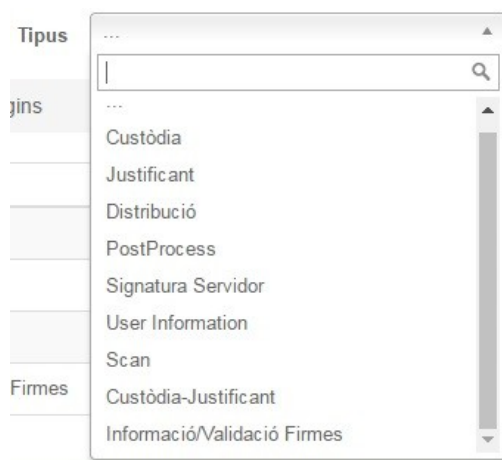 Tipus ...
gins
...
Custòdia
Justificant
Distribució
PostProcess
Signatura Servidor
User Information
Scan
Firmes
Custòdia-Justificant
Informació/Validació Firmes